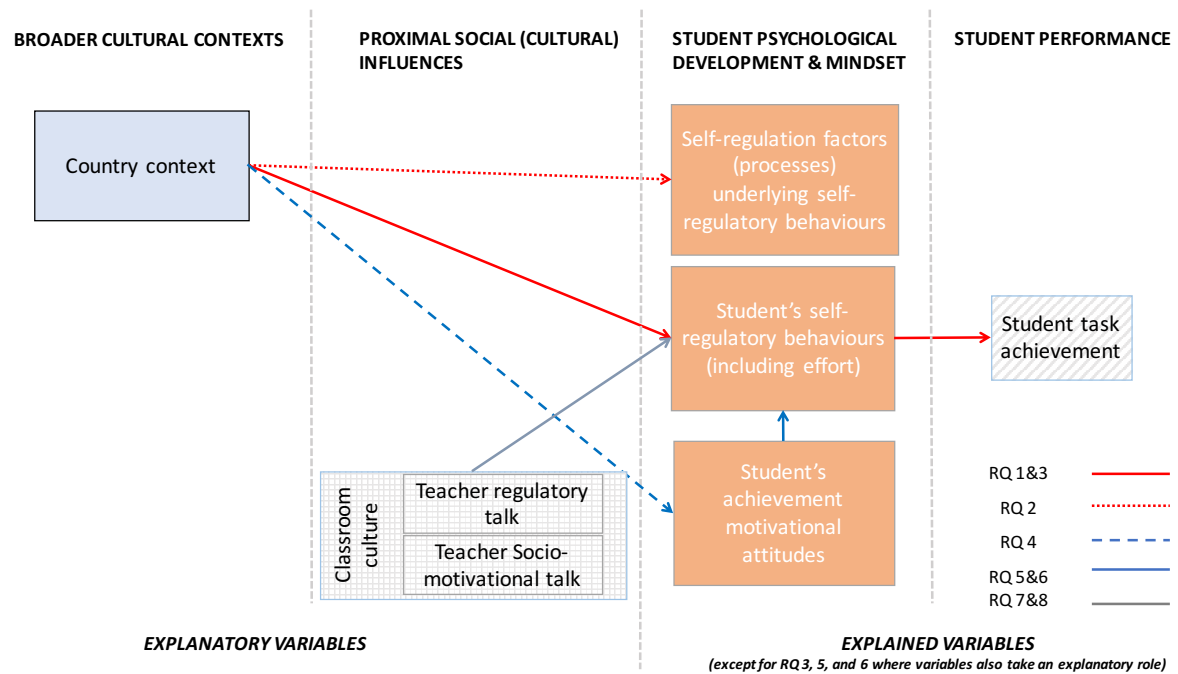 BROADER CULTURAL CONTEXTS
PROXIMAL SOCIAL (CULTURAL)
INFLUENCES
STUDENT PSYCHOLOGICAL
DEVELOPMENT & MINDSET
STUDENT PERFORMANCE
Country context
Self-regulation factors
(processes)
underlying self-
regulatory behaviours
Student's self-
regulatory behaviours
(including effort)
Student task
achievement
Classroom
culture
Teacher regulatory
talk
Teacher Socio-
motivational talk
Student's
achievement
motivational
attitudes
RQ 1&3
RQ 2
RQ 4
RQ 5&6
RQ 7&8
EXPLANATORY VARIABLES
EXPLAINED VARIABLES
(except for RQ 3, 5, and 6 where variables also take an explanatory role)